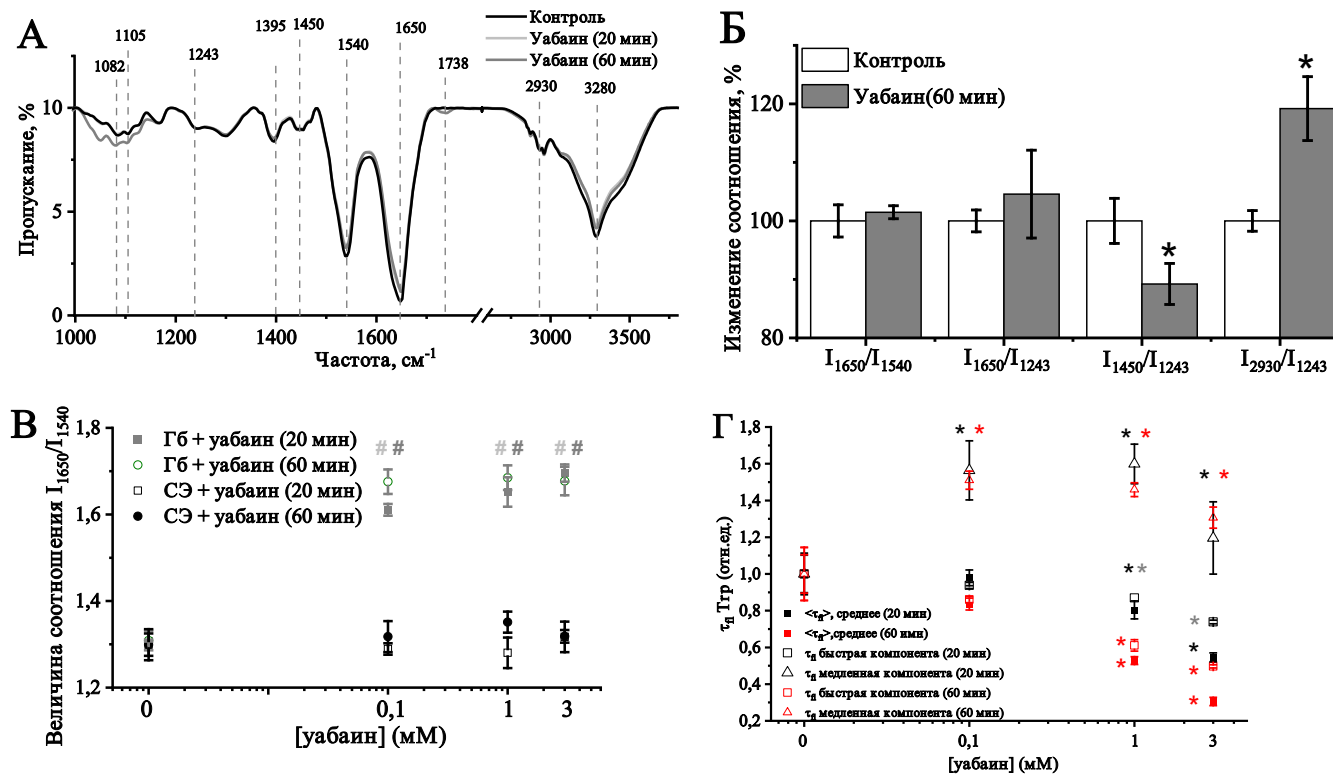 А
1082
1105
1243
1395
1450
1540
1650
1738
2930
3280
Контроль
Уабаин (20 мин)
Уабаин (60 мин)
Пропускание, %
10
5
0
1000
1200
1400
1600
3000
3500
Частота, см-1
Б
Контроль
Уабаин(60 мин)
Изменение соотношения, %
120
100
80
*
*
I1650/I1540
I1650/I1243
I1450/I1243
I2930/I1243
В
Величина соотношения I1650/I1540
1,8
1,6
1,4
1,2
Гб + уабаин (20 мин)
Гб + уабаин (60 мин)
СЭ + уабаин (20 мин)
СЭ + уабаин (60 мин)
# #
# #
# #
0
0,1
1
3
[уабаин] (мМ)
Г
τfl Trp (отн.ед.)
1,8
1,6
1,4
1,2
1,0
0,8
0,6
0,4
0,2
* *
* *
* *
* *
*
*
*
*
*
*
<τfl>, среднее (20 мин)
<τfl>,среднее (60 имн)
τfl быстрая компонента (20 мин)
τfl медленная компонента (20 мин)
τfl быстрая компонента (60 мин)
τfl медленная компонента (60 мин)
0
0,1
1
3
[уабаин] (мМ)